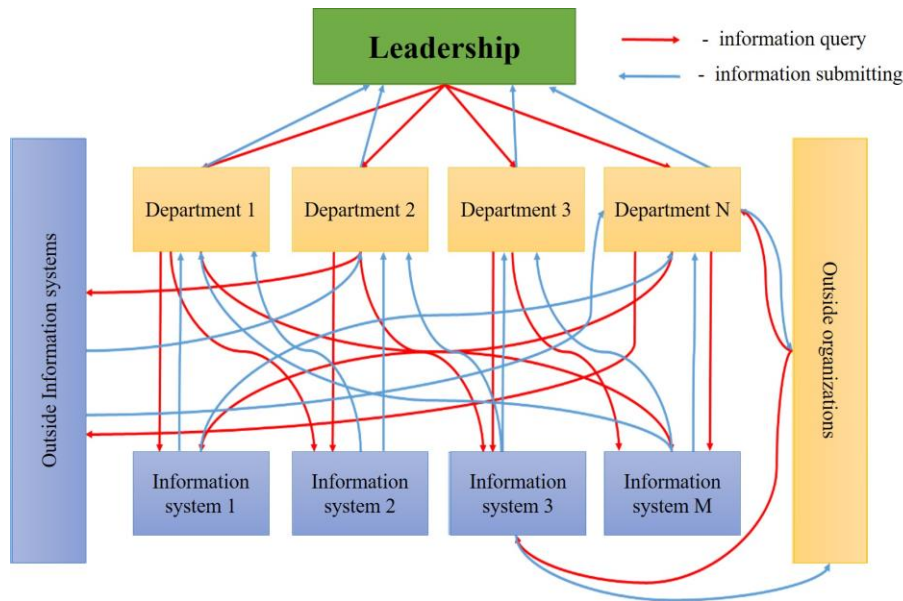 Leadership
- information query
- information submitting
Outside Information systems
Department 1
Department 2
Department 3
Department N
Outside organizations
Information
system 1
Information
system 2
Information
system 3
Information
system M